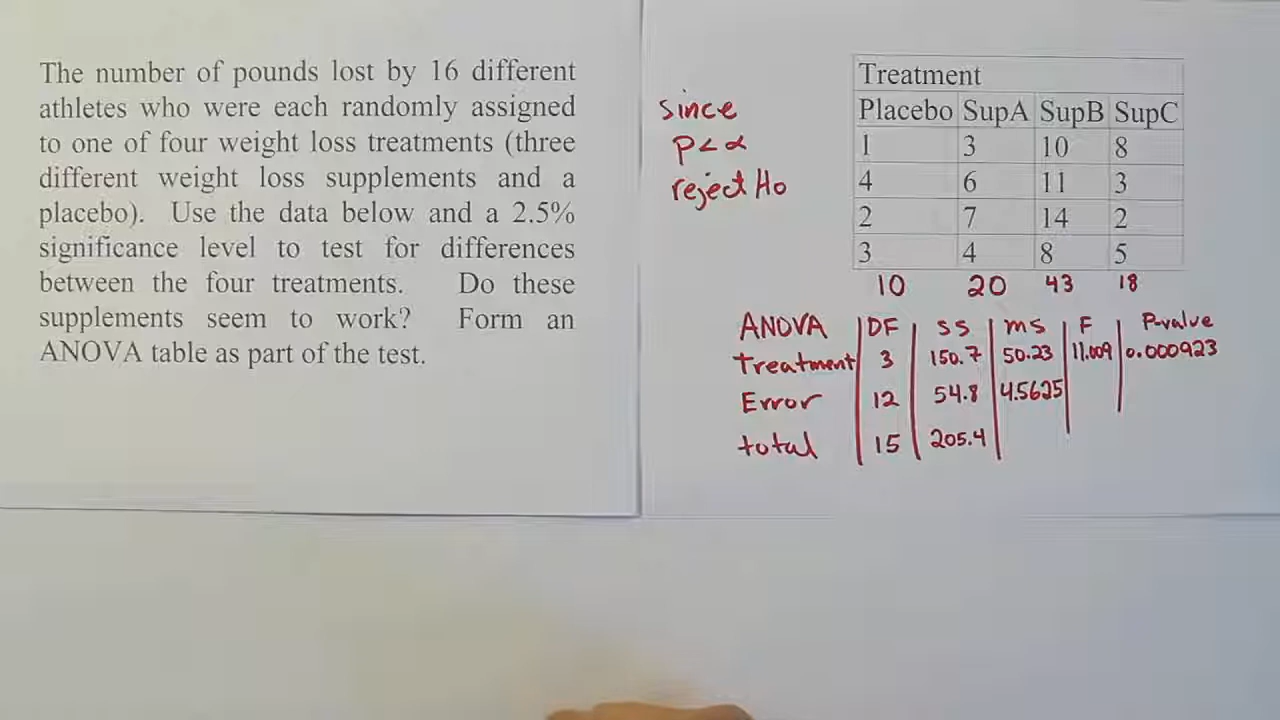 The number of pounds lost by 16 different
athletes who were each randomly assigned
to one of four weight loss treatments (three
different weight loss supplements and a
placebo). Use the data below and a 2.5%
significance level to test for differences
between the four treatments. Do these
supplements seem to work? Form an
ANOVA table as part of the test.
since
P<α
reject Ho
Treatment
Placebo SupA SupB SupC
1 3 10 8
4 6 11 3
2 7 14 2
3 4 8 5
10 20 43 18
ANOVA DF SS MS F P-value
Treatment 3 150.7 50.23 11.009 0.000923
Error 12 54.8 4.5625
total 15 205.4